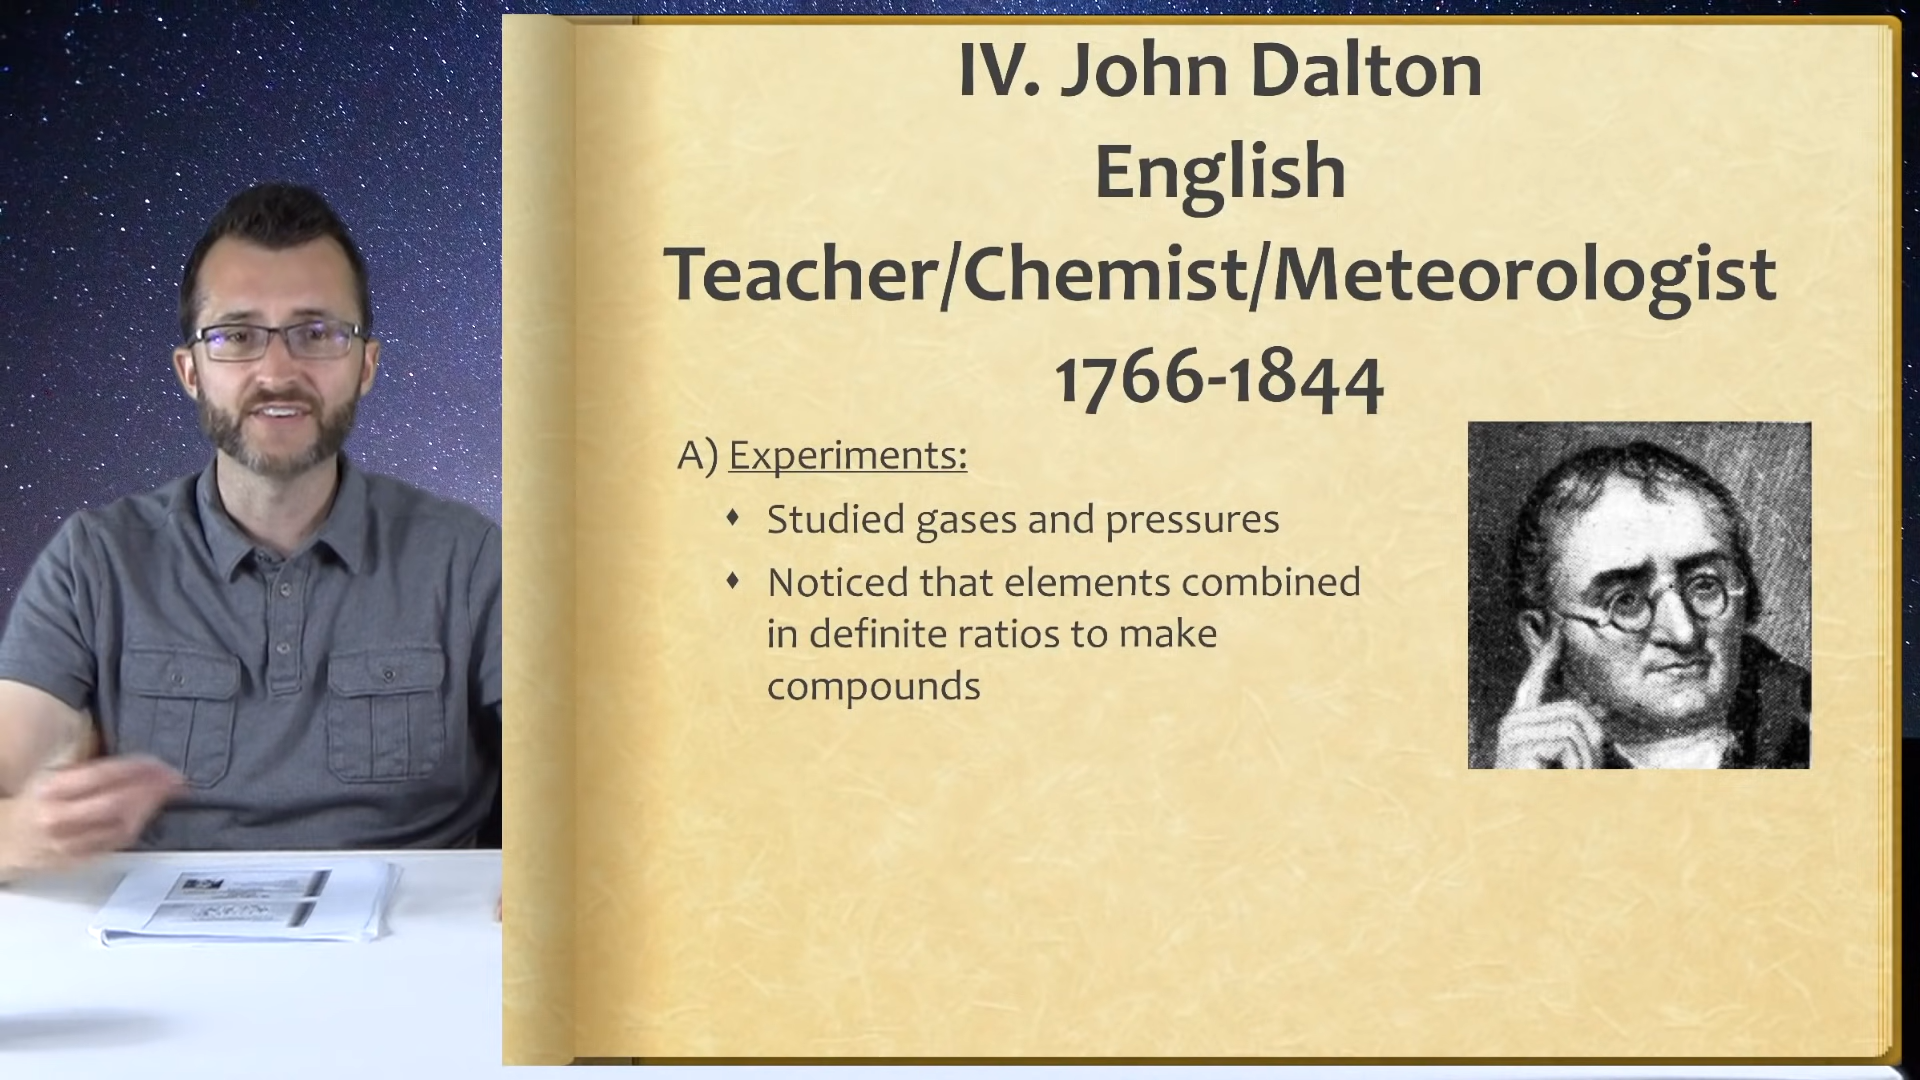 IV. John Dalton
English
Teacher/Chemist/Meteorologist
1766-1844
A) Experiments:
♦ Studied gases and pressures
♦ Noticed that elements combined
in definite ratios to make
compounds